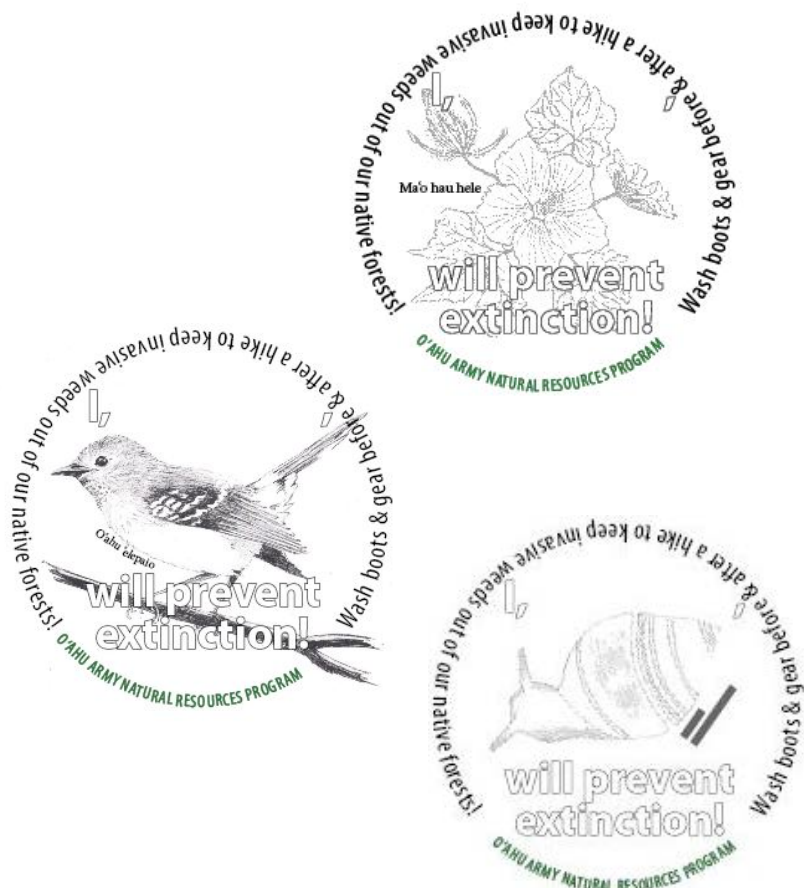 Wash boots & gear before & after a hike to keep invasive weeds out of our native forests!
I, ,
Ma'o hau hele
will prevent
extinction!
O'AHU ARMY NATURAL RESOURCES PROGRAM
Wash boots & gear before & after a hike to keep invasive weeds out of our native forests!
I, ,
O'ahu 'elepaio
will prevent
extinction!
O'AHU ARMY NATURAL RESOURCES PROGRAM
Wash boots & gear before & after a hike to keep invasive weeds out of our native forests!
I, ,
will prevent
extinction!
O'AHU ARMY NATURAL RESOURCES PROGRAM